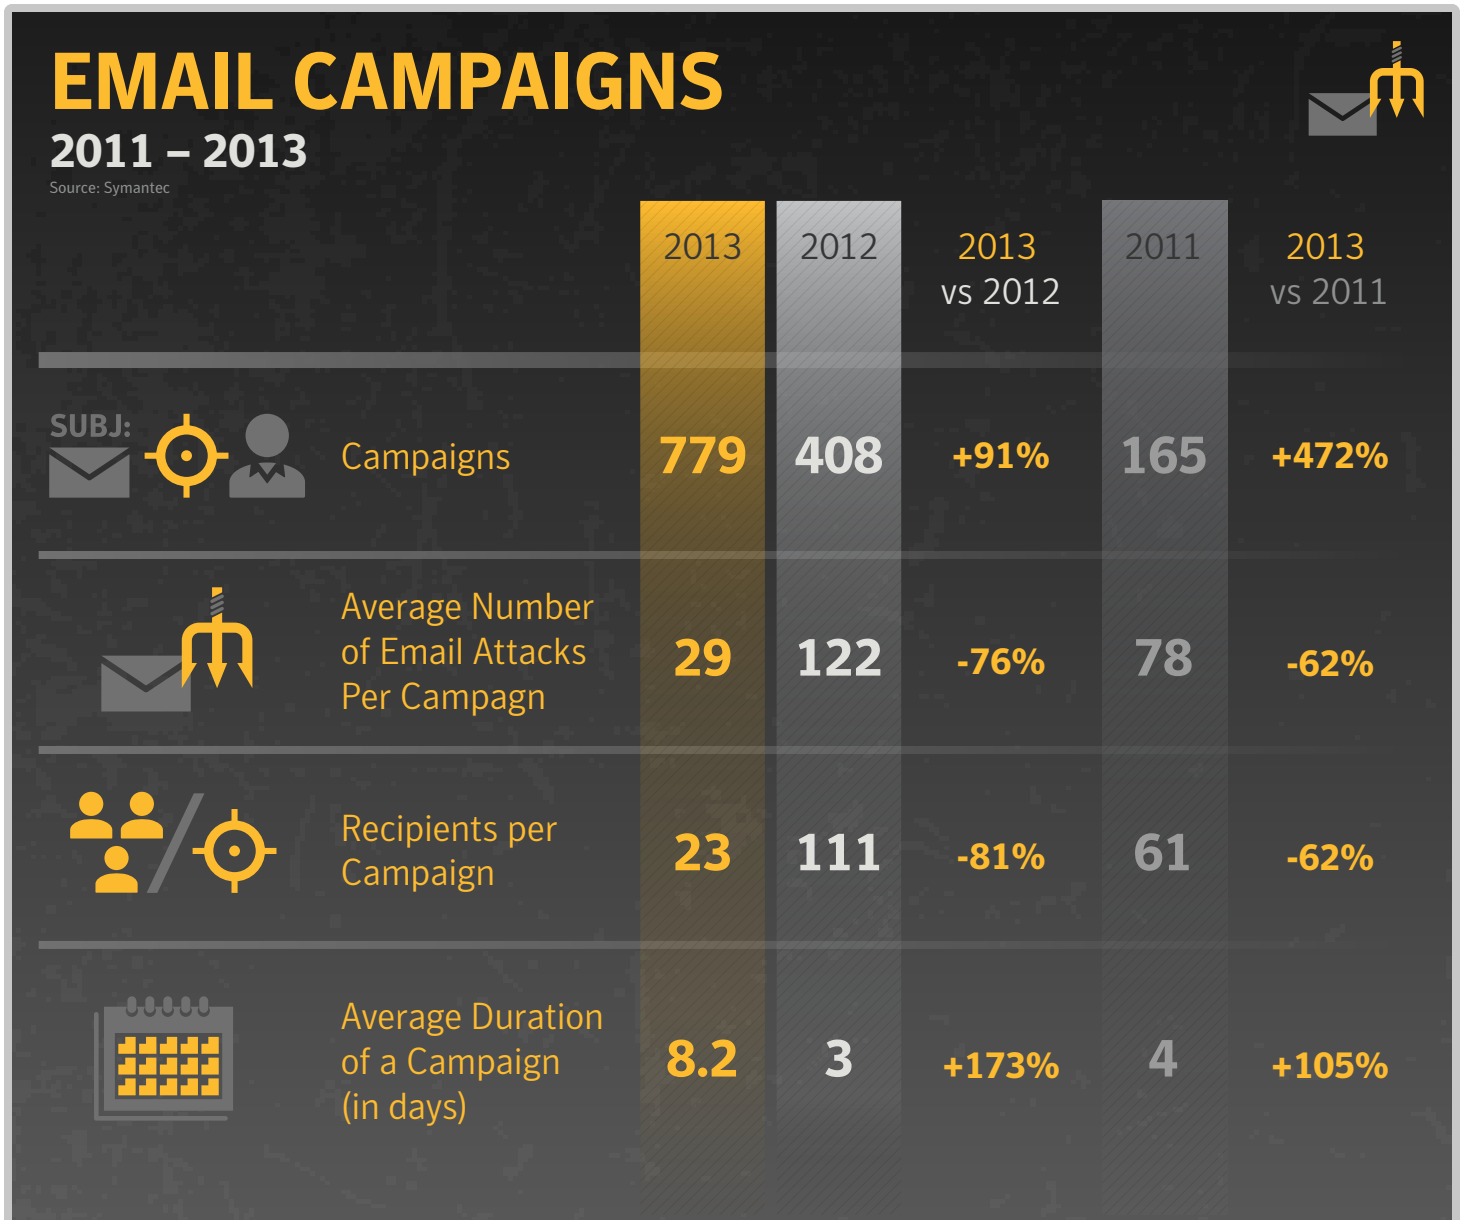 EMAIL CAMPAIGNS
2011 – 2013
Source: Symantec
2013 2012 2013 2011 2013
vs 2012 vs 2011
SUBJ:
Campaigns 779 408 +91% 165 +472%
Average Number
of Email Attacks 29 122 -76% 78 -62%
Per Campagn
Recipients per
Campaign 23 111 -81% 61 -62%
Average Duration
of a Campaign 8.2 3 +173% 4 +105%
(in days)